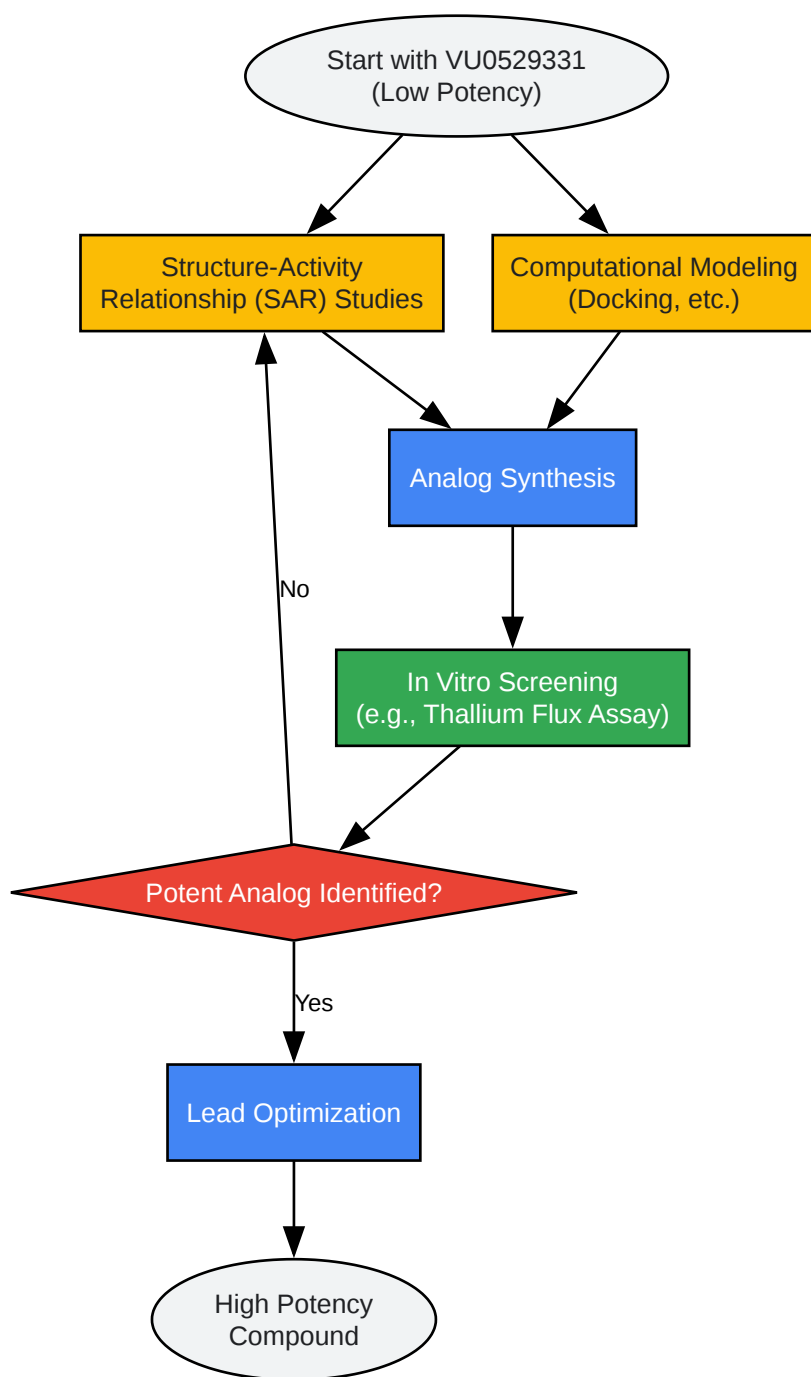 Start with VU0529331
(Low Potency)
Structure-Activity
Relationship (SAR) Studies
Computational Modeling
(Docking, etc.)
Analog Synthesis
No
In Vitro Screening
(e.g., Thallium Flux Assay)
Potent Analog Identified?
Yes
Lead Optimization
High Potency
Compound